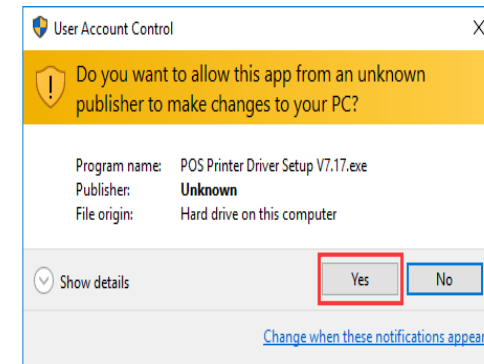 User Account Control
Do you want to allow this app from an unknown
publisher to make changes to your PC?
Program name: POS Printer Driver Setup V7.17.exe
Publisher: Unknown
File origin: Hard drive on this computer
Show details
Yes
No
Change when these notifications appear